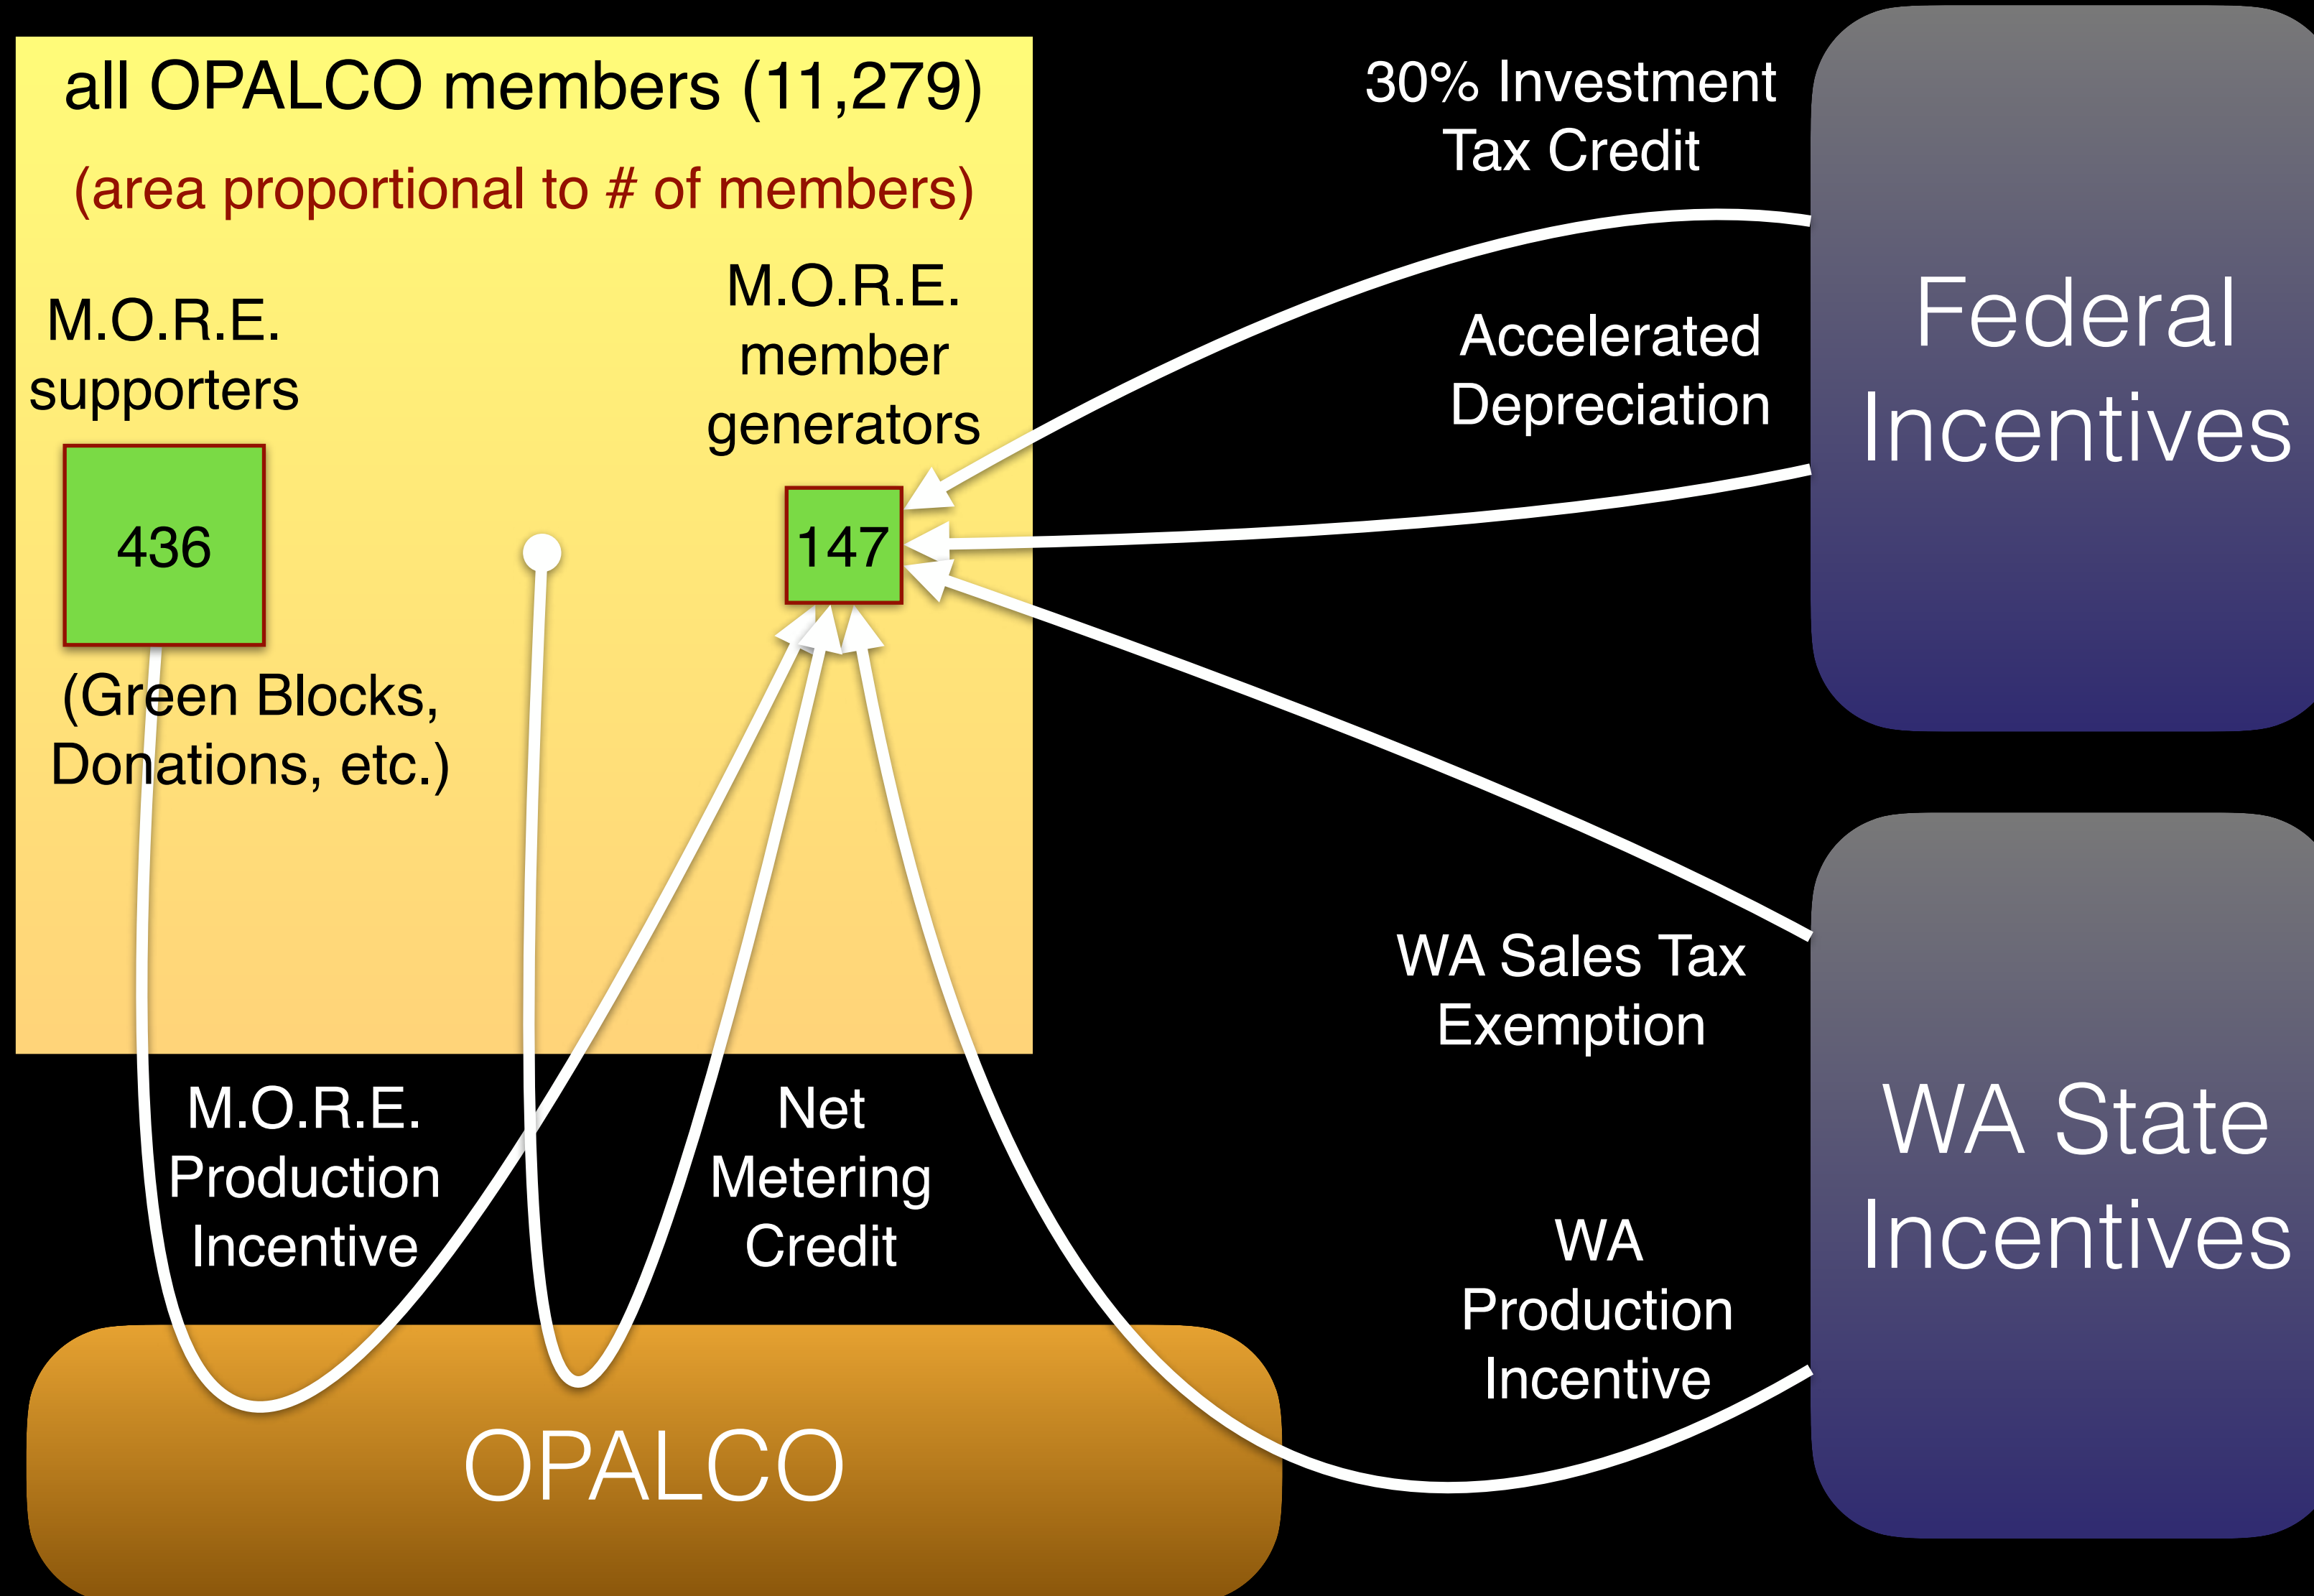 all OPALCO members (11,279)
(area proportional to # of members)
M.O.R.E.
supporters
436
(Green Blocks,
Donations, etc.)
M.O.R.E.
member
generators
147
30% Investment
Tax Credit
Accelerated
Depreciation
Federal
Incentives
WA Sales Tax
Exemption
WA
Production
Incentive
WA State
Incentives
M.O.R.E.
Production
Incentive
Net
Metering
Credit
OPALCO